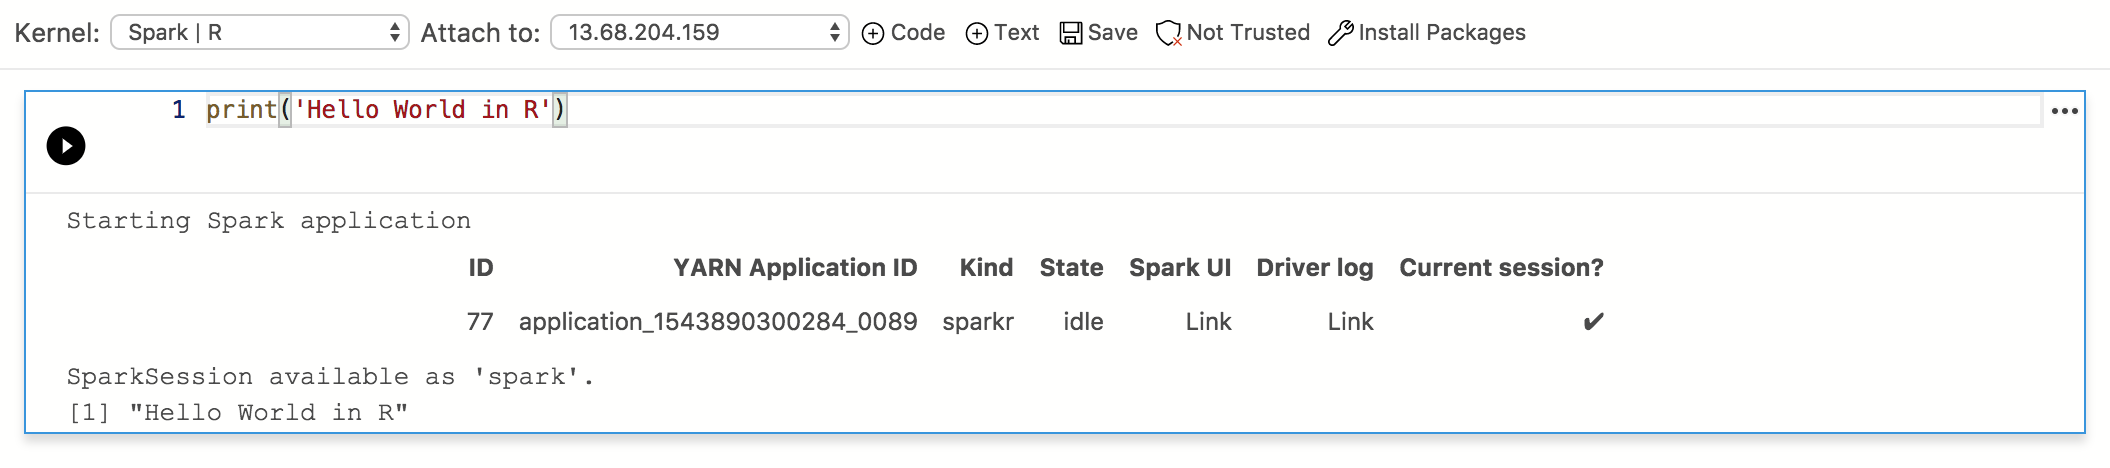 Kernel: Spark | R Attach to: 13.68.204.159 Code Text Save Not Trusted Install Packages
1 print('Hello World in R')
Starting Spark application
ID YARN Application ID Kind State Spark UI Driver log Current session?
77 application_1543890300284_0089 sparkr idle Link Link ✔
SparkSession available as 'spark'.
[1] "Hello World in R"